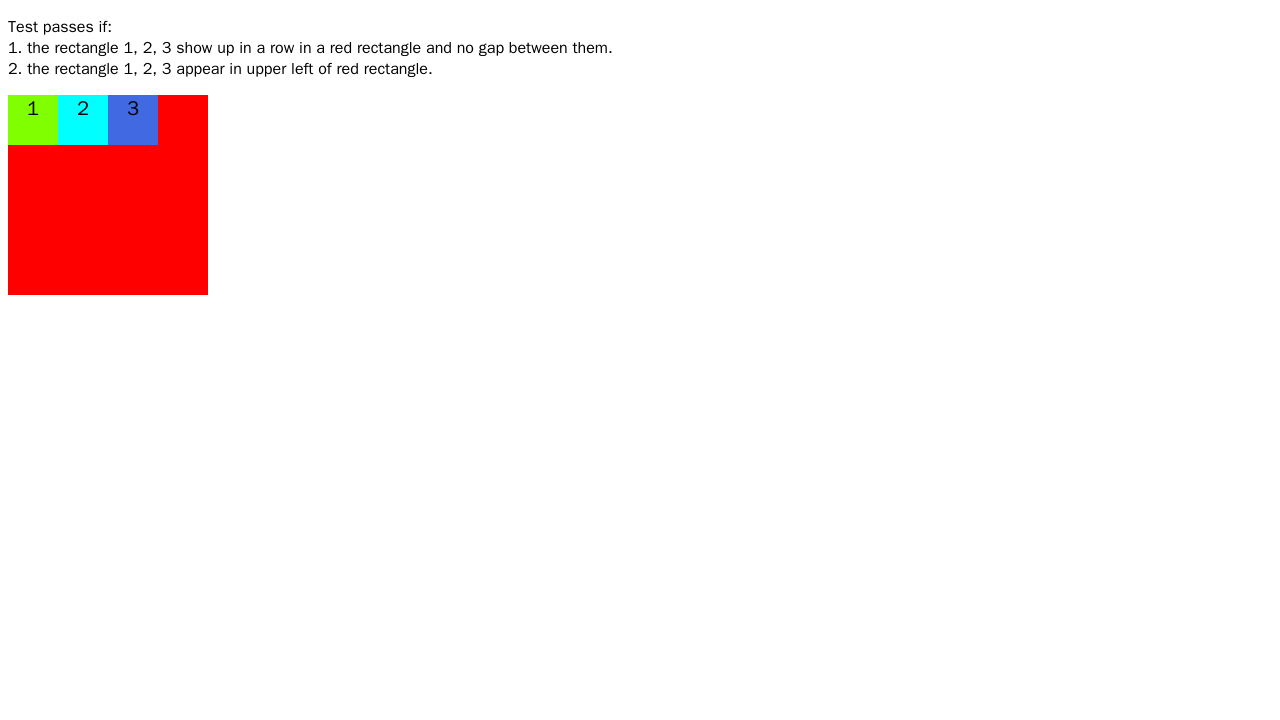 Test passes if:
1. the rectangle 1, 2, 3 show up in a row in a red rectangle and no gap between them.
2. the rectangle 1, 2, 3 appear in upper left of red rectangle.
1 2 3